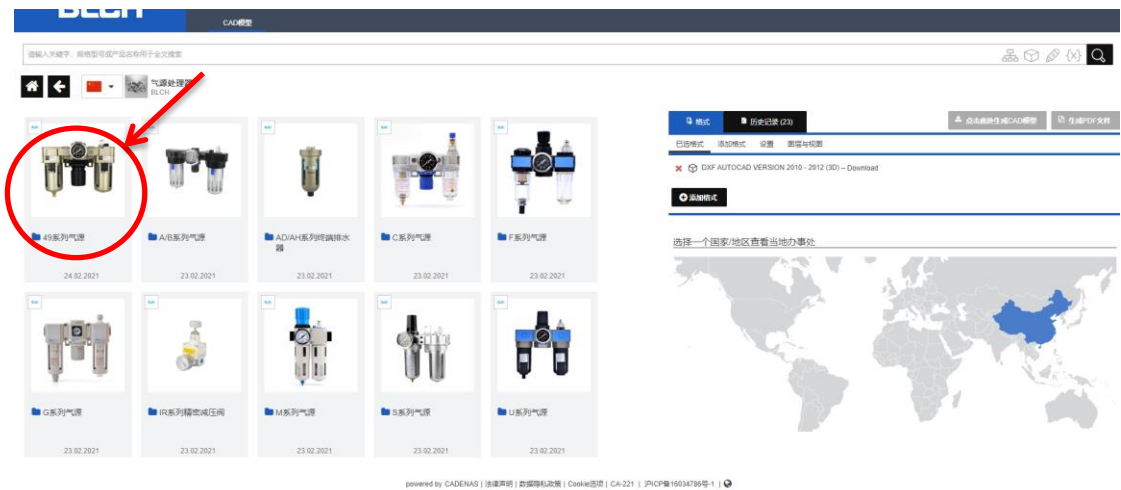 BLCH
CAD模型
请输入关键字、规格型号或产品名称用于全文搜索
气源处理器
BLCH
49系列气源
24.02.2021
A/B系列气源
23.02.2021
AD/AH系列终端排水
器
23.02.2021
C系列气源
23.02.2021
F系列气源
23.02.2021
G系列气源
23.02.2021
IR系列精密减压阀
23.02.2021
M系列气源
23.02.2021
S系列气源
23.02.2021
U系列气源
23.02.2021
格式
历史记录 (23)
点击此处生成CAD模型
生成PDF文件
已选格式 添加格式 设置 图层与视图
DXF AUTOCAD VERSION 2010 - 2012 (3D) – Download
添加格式
选择一个国家/地区查看当地办事处
powered by CADENAS | 法律声明 | 数据隐私政策 | Cookie选项 | CA-221 | 沪ICP备16034786号-1 |